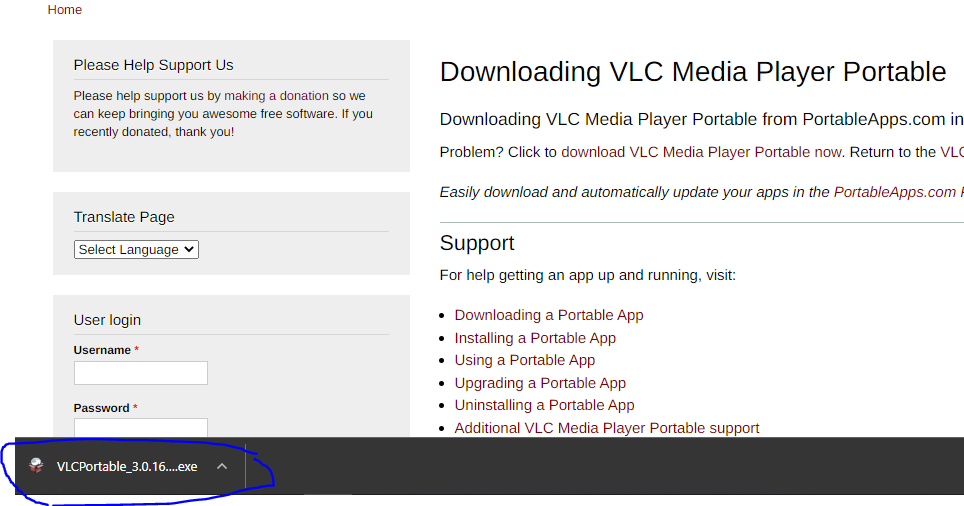 Home
Please Help Support Us
Please help support us by making a donation so we
can keep bringing you awesome free software. If you
recently donated, thank you!
Translate Page
Select Language
User login
Username *
Password *
Downloading VLC Media Player Portable
Downloading VLC Media Player Portable from PortableApps.com in
Problem? Click to download VLC Media Player Portable now. Return to the VLC
Easily download and automatically update your apps in the PortableApps.com
Support
For help getting an app up and running, visit:
Downloading a Portable App
Installing a Portable App
Using a Portable App
Upgrading a Portable App
Uninstalling a Portable App
Additional VLC Media Player Portable support
VLCPortable_3.0.16....exe